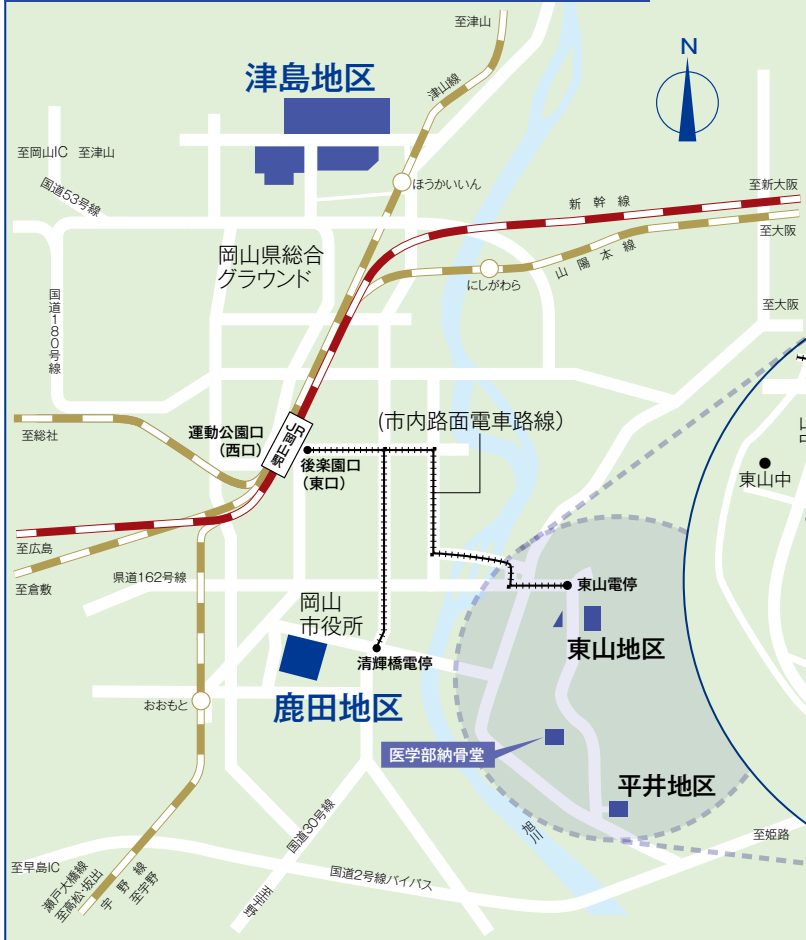 至津山
津島地区
津山線
N
至岡山IC 至津山
国道53号線
ほうかいいん
新幹線
至新大阪
至大阪
岡山県総合
グラウンド
にしがわら
山陽本線
国道180号線
至大阪
運動公園口
(西口)
JR岡山駅
(市内路面電車路線)
至総社
後楽園口
(東口)
東山中
至広島
至倉敷
県道162号線
東山電停
岡山
市役所
東山地区
清輝橋電停
鹿田地区
おおもと
医学部納骨堂
平井地区
国道30号線
旭川
至姫路
至早島IC
瀬戸大橋線
至高松・坂出
宇野線
至宇野
国道2号線バイパス
至玉野